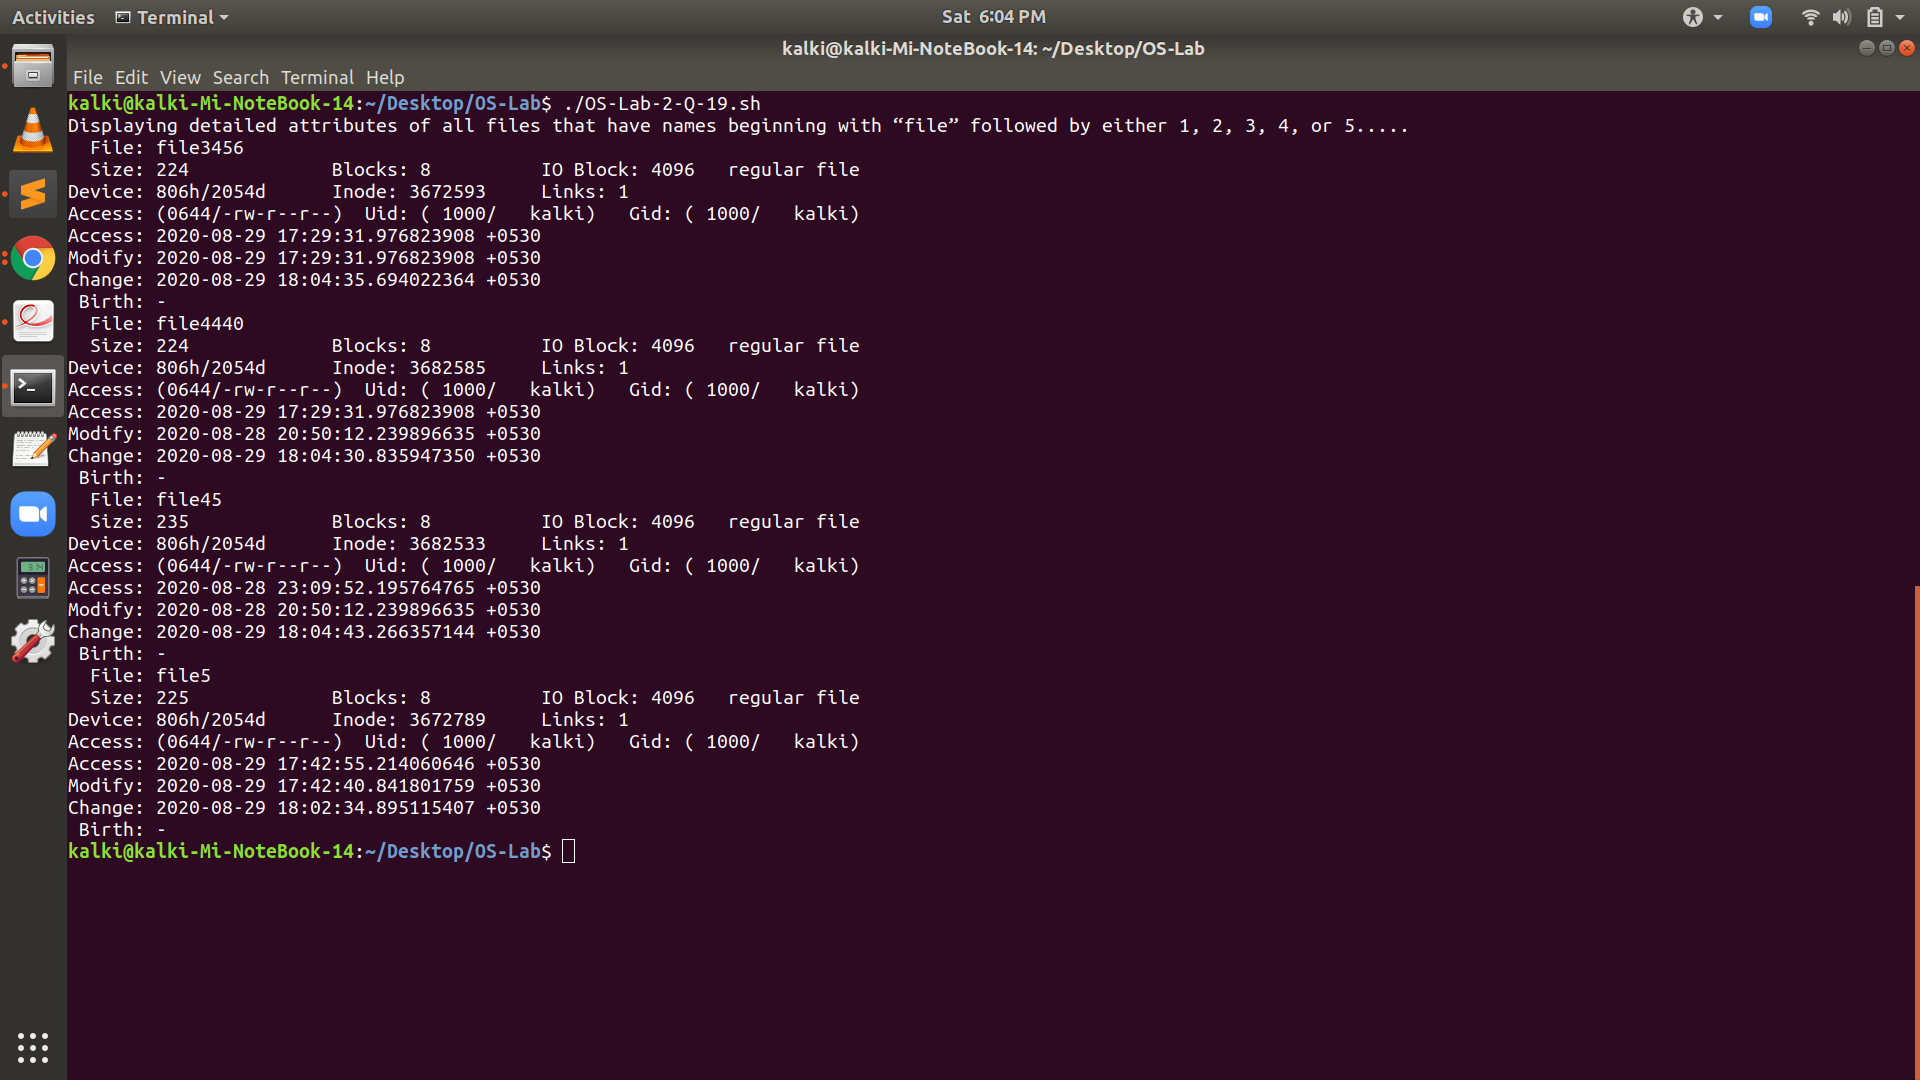 Activities Terminal Sat 6:04 PM
kalki@kalki-Mi-NoteBook-14: ~/Desktop/OS-Lab
File Edit View Search Terminal Help
kalki@kalki-Mi-NoteBook-14:~/Desktop/OS-Lab$ ./OS-Lab-2-Q-19.sh
Displaying detailed attributes of all files that have names beginning with “file” followed by either 1, 2, 3, 4, or 5.....
  File: file3456
  Size: 224             Blocks: 8          IO Block: 4096   regular file
Device: 806h/2054d      Inode: 3672593     Links: 1
Access: (0644/-rw-r--r--)  Uid: ( 1000/   kalki)   Gid: ( 1000/   kalki)
Access: 2020-08-29 17:29:31.976823908 +0530
Modify: 2020-08-29 17:29:31.976823908 +0530
Change: 2020-08-29 18:04:35.694022364 +0530
 Birth: -
  File: file4440
  Size: 224             Blocks: 8          IO Block: 4096   regular file
Device: 806h/2054d      Inode: 3682585     Links: 1
Access: (0644/-rw-r--r--)  Uid: ( 1000/   kalki)   Gid: ( 1000/   kalki)
Access: 2020-08-29 17:29:31.976823908 +0530
Modify: 2020-08-28 20:50:12.239896635 +0530
Change: 2020-08-29 18:04:30.835947350 +0530
 Birth: -
  File: file45
  Size: 235             Blocks: 8          IO Block: 4096   regular file
Device: 806h/2054d      Inode: 3682533     Links: 1
Access: (0644/-rw-r--r--)  Uid: ( 1000/   kalki)   Gid: ( 1000/   kalki)
Access: 2020-08-28 23:09:52.195764765 +0530
Modify: 2020-08-28 20:50:12.239896635 +0530
Change: 2020-08-29 18:04:43.266357144 +0530
 Birth: -
  File: file5
  Size: 225             Blocks: 8          IO Block: 4096   regular file
Device: 806h/2054d      Inode: 3672789     Links: 1
Access: (0644/-rw-r--r--)  Uid: ( 1000/   kalki)   Gid: ( 1000/   kalki)
Access: 2020-08-29 17:42:55.214060646 +0530
Modify: 2020-08-29 17:42:40.841801759 +0530
Change: 2020-08-29 18:02:34.895115407 +0530
 Birth: -
kalki@kalki-Mi-NoteBook-14:~/Desktop/OS-Lab$